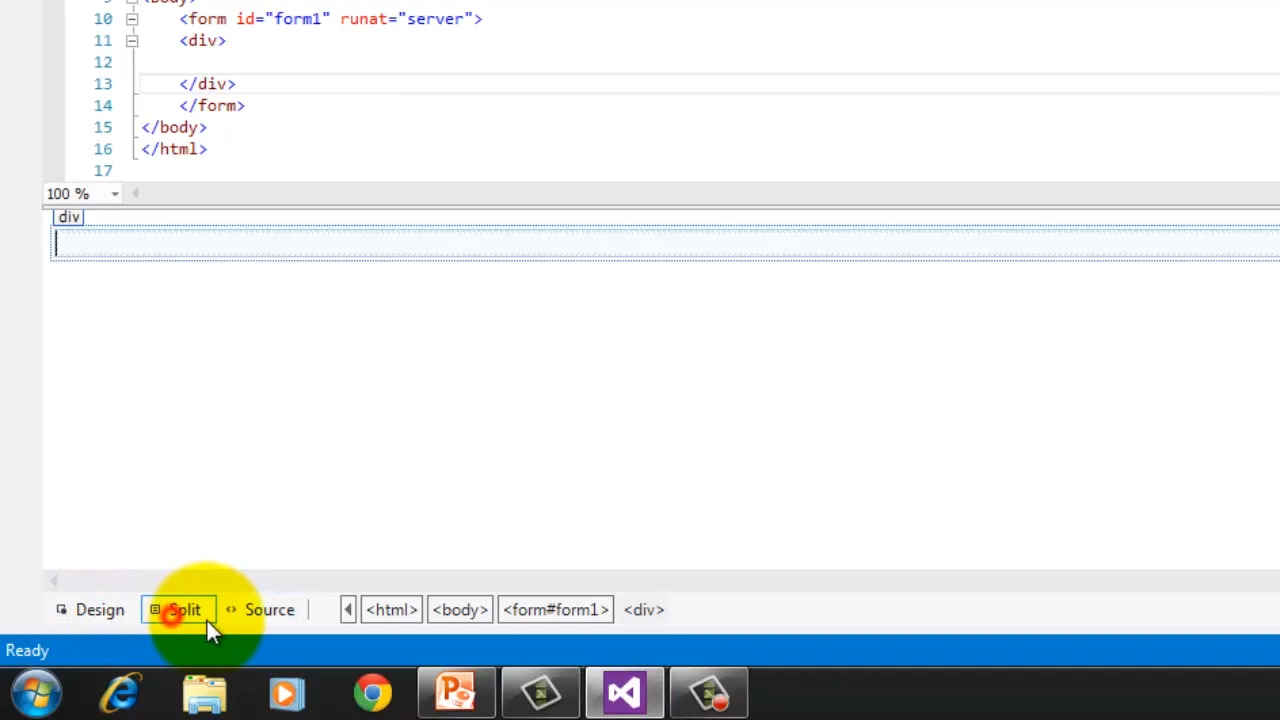 <body>
10 <form id="form1" runat="server">
11 <div>
12
13 </div>
14 </form>
15 </body>
16 </html>
17
100 %
div
Design Split Source <html> <body> <form#form1> <div>
Ready